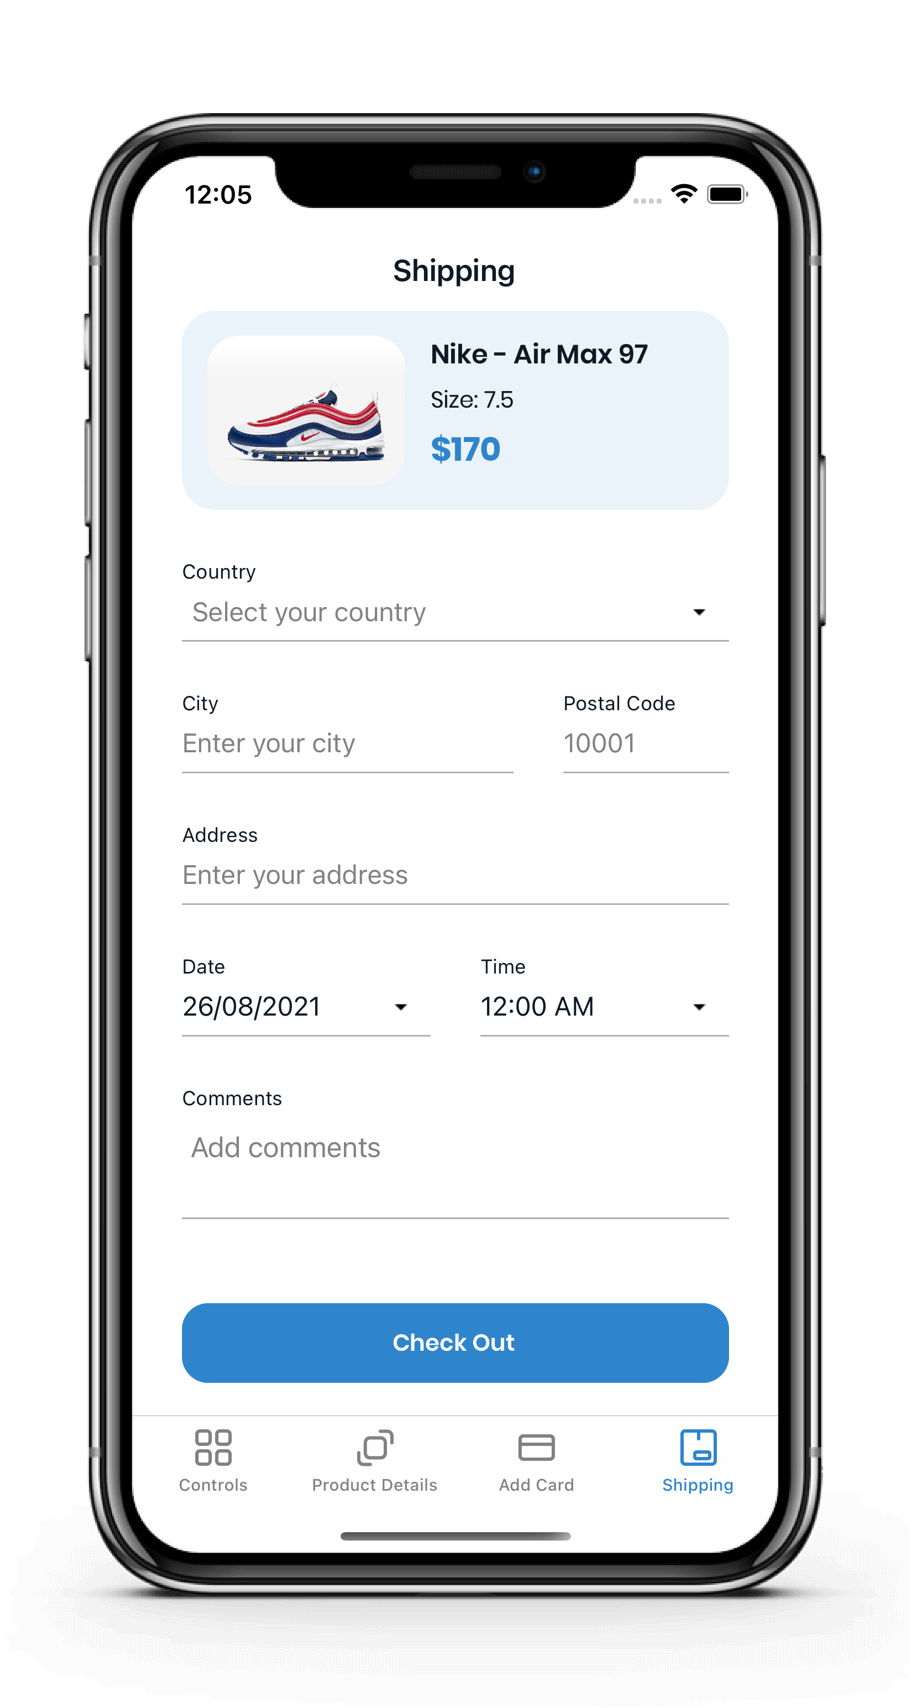 12:05
Shipping
Nike - Air Max 97
Size: 7.5
$170
Country
Select your country
City
Postal Code
Enter your city
10001
Address
Enter your address
Date
Time
26/08/2021
12:00 AM
Comments
Add comments
Check Out
Controls
Product Details
Add Card
Shipping